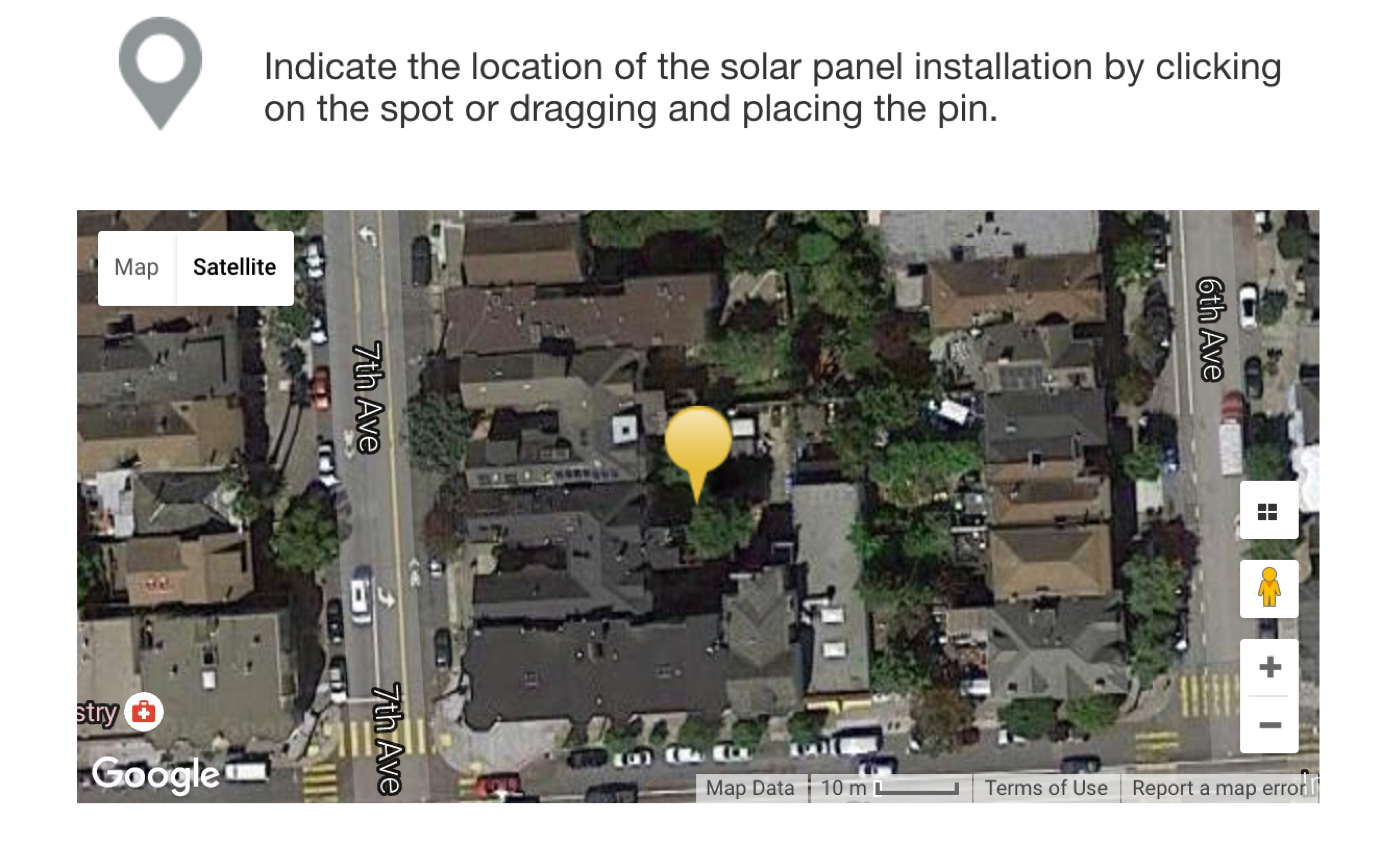 Indicate the location of the solar panel installation by clicking
on the spot or dragging and placing the pin.
Map Satellite
7th Ave
6th Ave
7th Ave
stry
Google
Map Data 10 m Terms of Use Report a map error